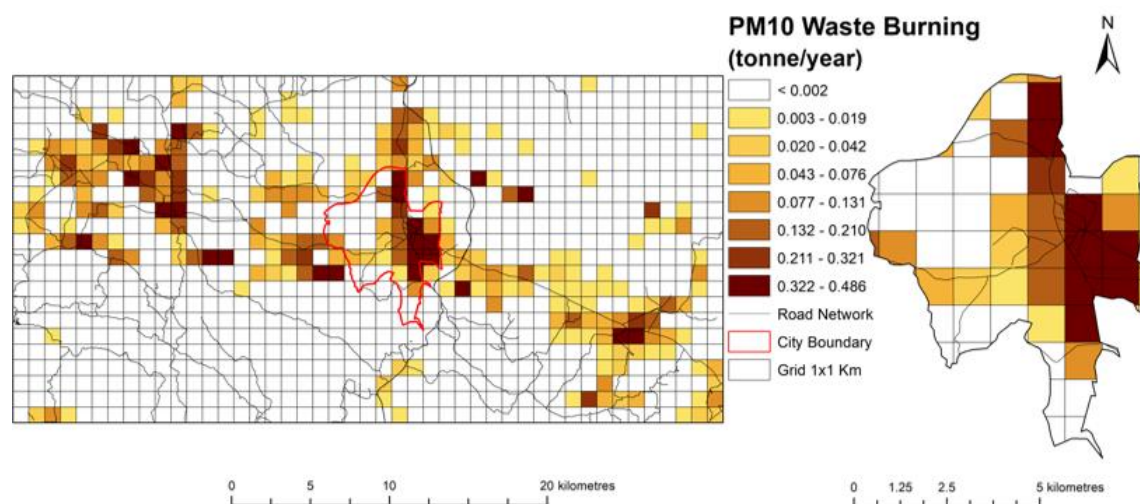 PM10 Waste Burning
(tonne/year)
N
< 0.002
0.003 - 0.019
0.020 - 0.042
0.043 - 0.076
0.077 - 0.131
0.132 - 0.210
0.211 - 0.321
0.322 - 0.486
Road Network
City Boundary
Grid 1x1 Km
0 5 10 20 kilometres
0 1.25 2.5 5 kilometres